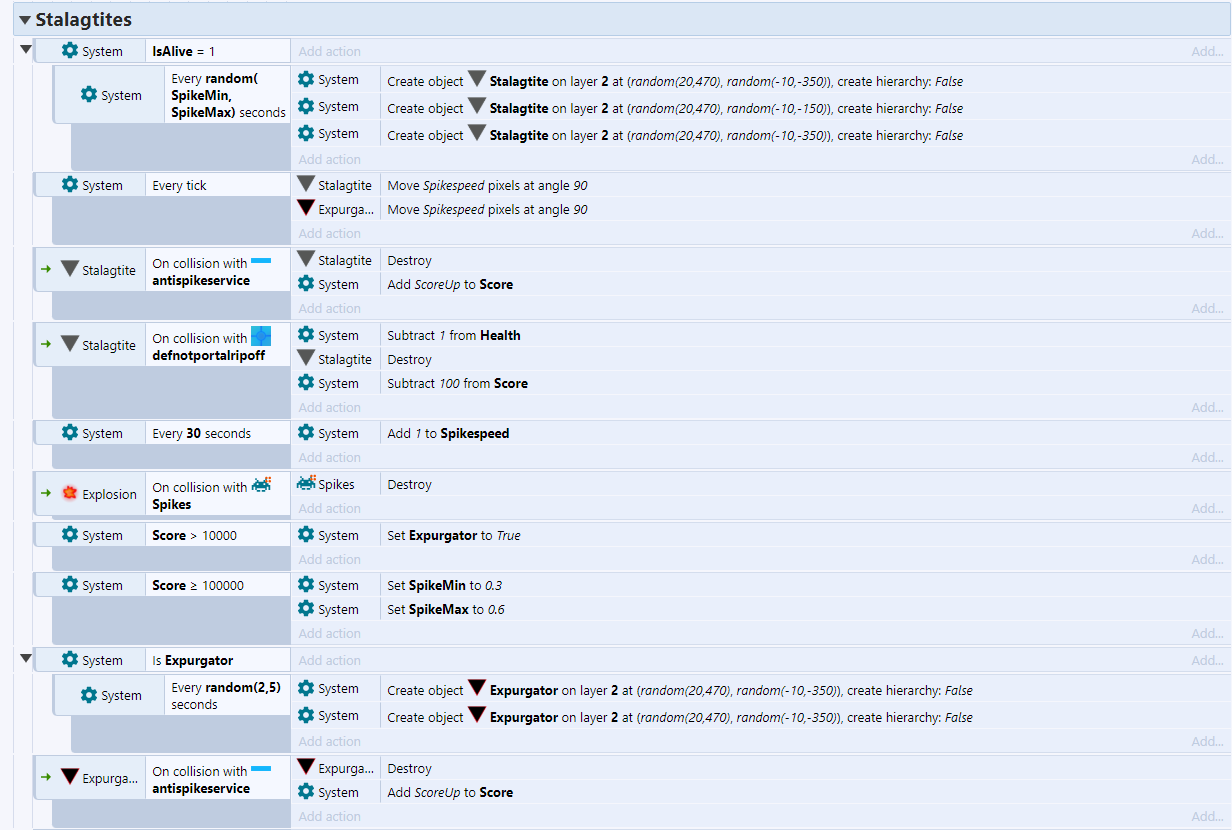 Stalagtites
System IsAlive = 1 Add action Add...
System Every random( SpikeMin, SpikeMax) seconds
System Create object Stalagtite on layer 2 at (random(20,470), random(-10,-350)), create hierarchy: False
System Create object Stalagtite on layer 2 at (random(20,470), random(-10,-150)), create hierarchy: False
System Create object Stalagtite on layer 2 at (random(20,470), random(-10,-350)), create hierarchy: False
Add action Add...
System Every tick Stalagtite Move Spikespeed pixels at angle 90
Expurga... Move Spikespeed pixels at angle 90
Add action Add...
Stalagtite On collision with antispikeservice
Stalagtite Destroy
System Add ScoreUp to Score
Add action Add...
Stalagtite On collision with defnotportalripoff
System Subtract 1 from Health
Stalagtite Destroy
System Subtract 100 from Score
Add action Add...
System Every 30 seconds System Add 1 to Spikespeed
Add action Add...
Explosion On collision with Spikes
Spikes Destroy
Add action Add...
System Score > 10000 System Set Expurgator to True
Add action Add...
System Score ≥ 100000 System Set SpikeMin to 0.3
System Set SpikeMax to 0.6
Add action Add...
System Is Expurgator Add action Add...
System Every random(2,5) seconds
System Create object Expurgator on layer 2 at (random(20,470), random(-10,-350)), create hierarchy: False
System Create object Expurgator on layer 2 at (random(20,470), random(-10,-350)), create hierarchy: False
Add action Add...
Expurga... On collision with antispikeservice
Expurga... Destroy
System Add ScoreUp to Score
Add action Add...